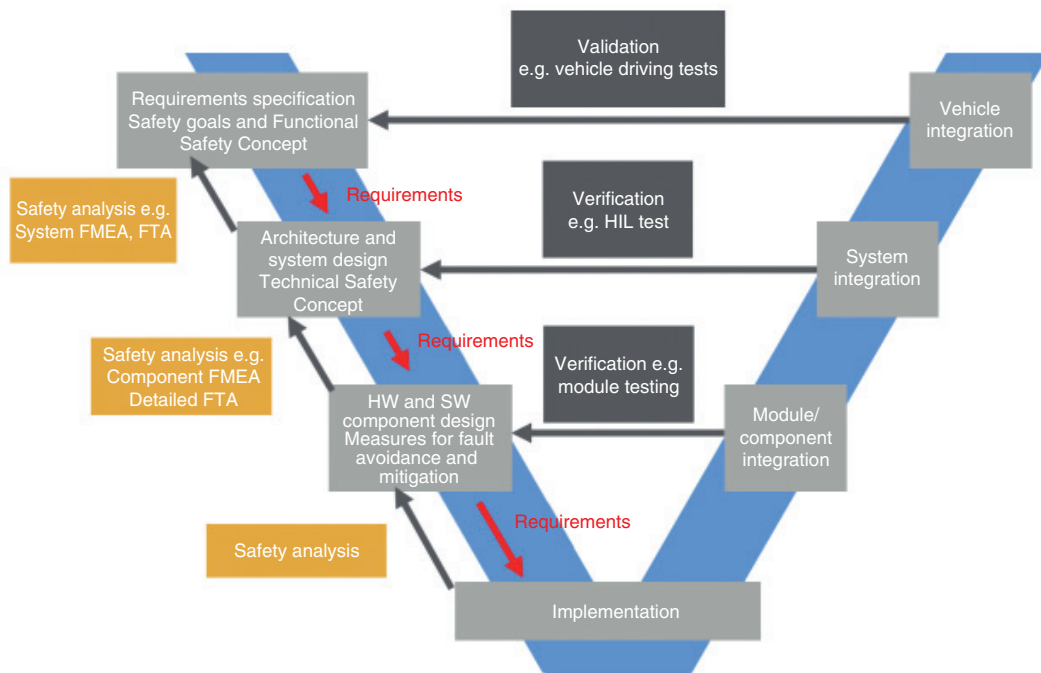 Validation
e.g. vehicle driving tests
Requirements specification
Safety goals and Functional
Safety Concept
Vehicle
integration
Requirements
Verification
e.g. HIL test
Safety analysis e.g.
System FMEA, FTA
Architecture and
system design
Technical Safety
Concept
System
integration
Requirements
Verification e.g.
module testing
Safety analysis e.g.
Component FMEA
Detailed FTA
HW and SW
component design
Measures for fault
avoidance and
mitigation
Module/
component
integration
Requirements
Safety analysis
Implementation